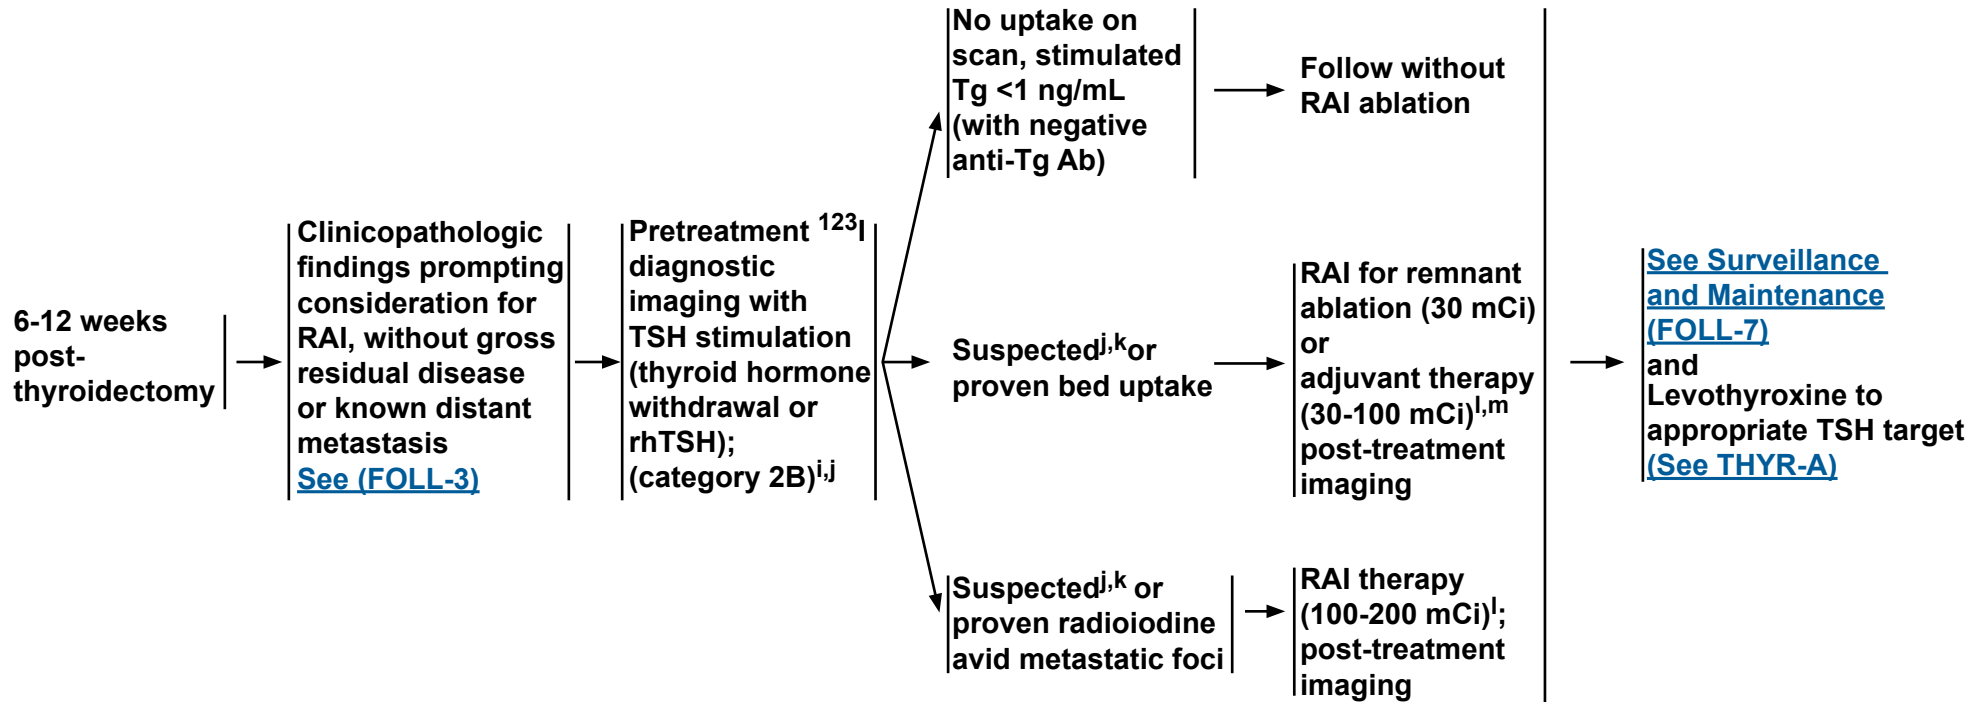 6-12 weeks
post-
thyroidectomy
Clinicopathologic
findings prompting
consideration for
RAI, without gross
residual disease
or known distant
metastasis
See (FOLL-3)
Pretreatment ¹²³I
diagnostic
imaging with
TSH stimulation
(thyroid hormone
withdrawal or
rhTSH);
(category 2B)i,j
No uptake on
scan, stimulated
Tg <1 ng/mL
(with negative
anti-Tg Ab)
Follow without
RAI ablation
Suspectedj,kor
proven bed uptake
RAI for remnant
ablation (30 mCi)
or
adjuvant therapy
(30-100 mCi)l,m
post-treatment
imaging
Suspectedj,k or
proven radioiodine
avid metastatic foci
RAI therapy
(100-200 mCi)l;
post-treatment
imaging
See Surveillance
and Maintenance
(FOLL-7)
and
Levothyroxine to
appropriate TSH target
(See THYR-A)